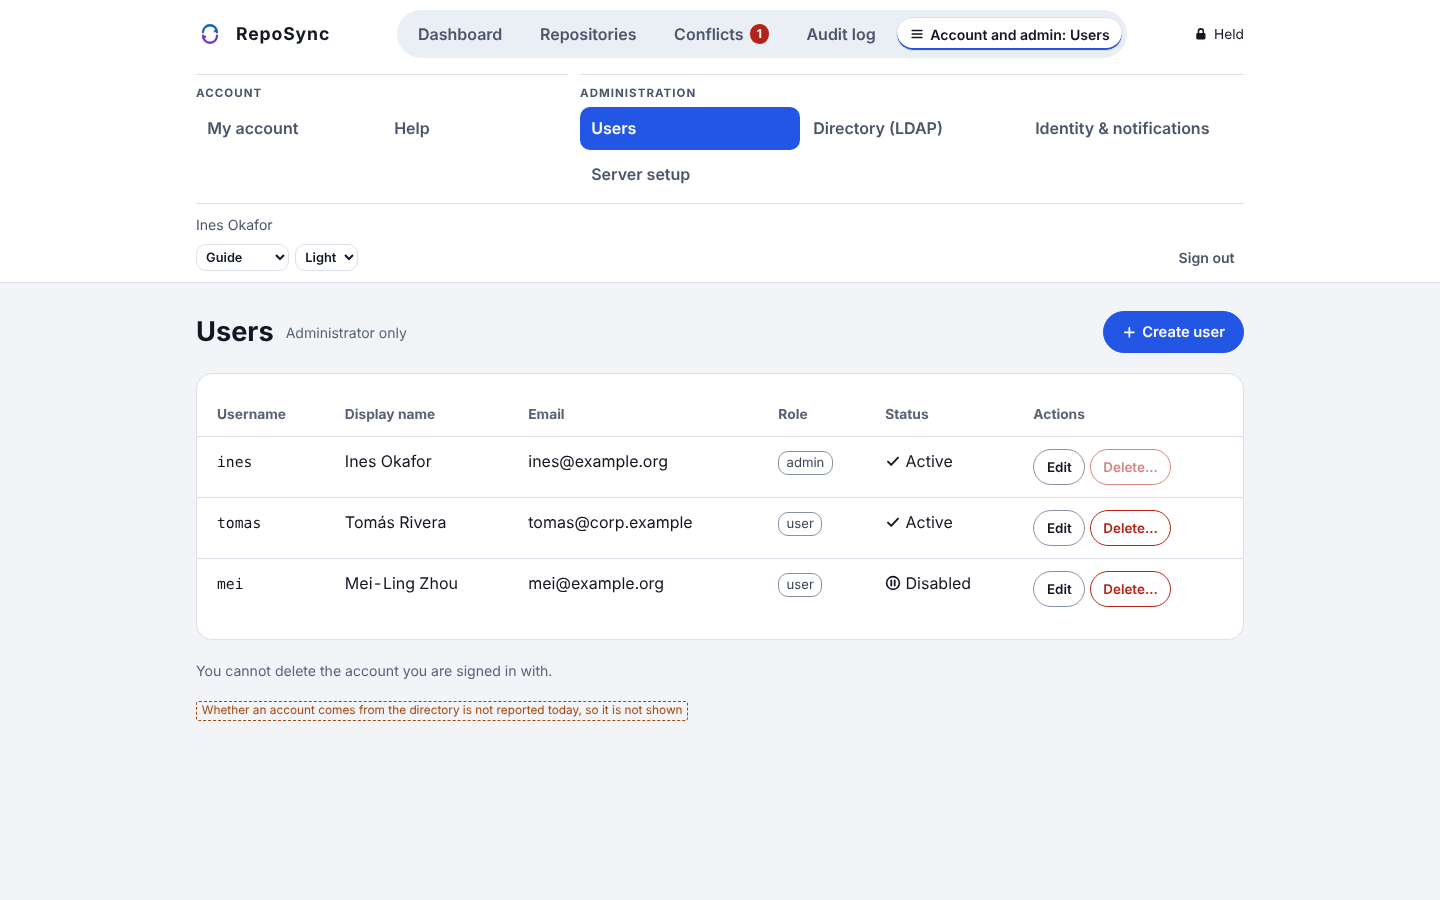 RepoSync
Dashboard
Repositories
Conflicts 1
Audit log
Account and admin: Users
Held
ACCOUNT
My account
Help
ADMINISTRATION
Users
Directory (LDAP)
Identity & notifications
Server setup
Ines Okafor
Guide
Light
Sign out
Users Administrator only
+ Create user
Username Display name Email Role Status Actions
ines Ines Okafor ines@example.org admin Active Edit Delete...
tomas Tomás Rivera tomas@corp.example user Active Edit Delete...
mei Mei-Ling Zhou mei@example.org user Disabled Edit Delete...
You cannot delete the account you are signed in with.
Whether an account comes from the directory is not reported today, so it is not shown